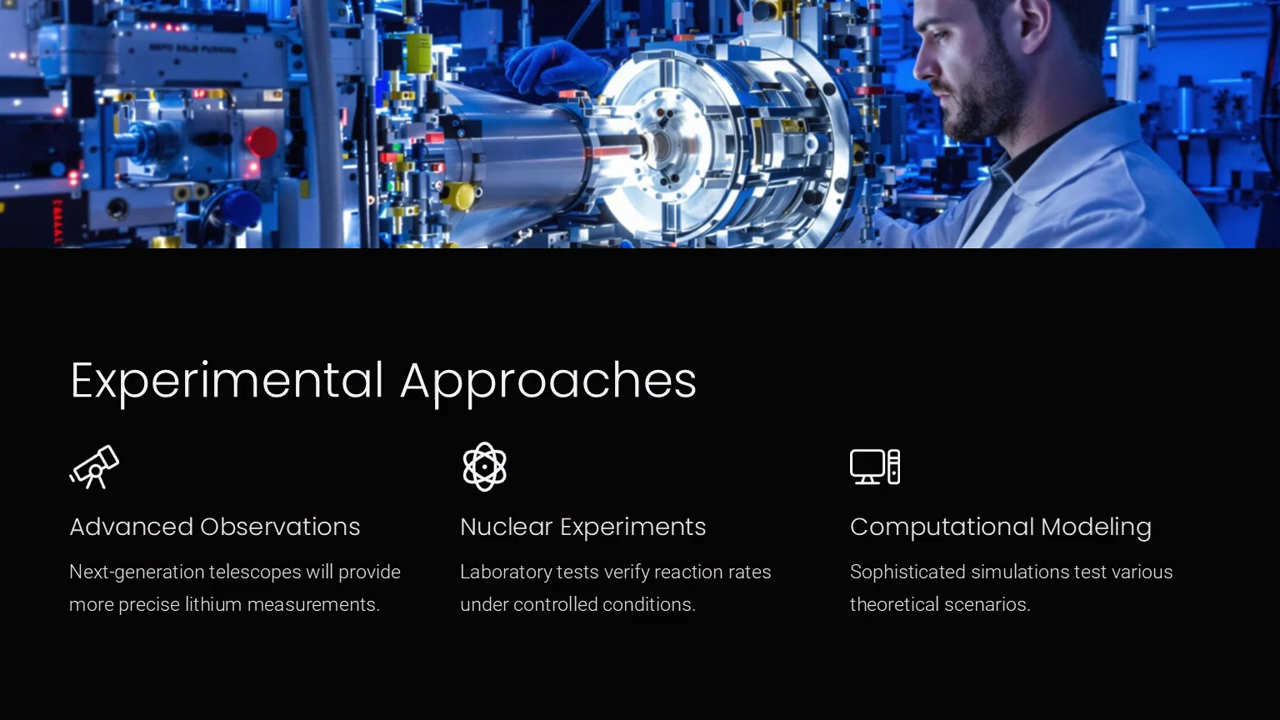 Experimental Approaches
Advanced Observations
Next-generation telescopes will provide
more precise lithium measurements.
Nuclear Experiments
Laboratory tests verify reaction rates
under controlled conditions.
Computational Modeling
Sophisticated simulations test various
theoretical scenarios.